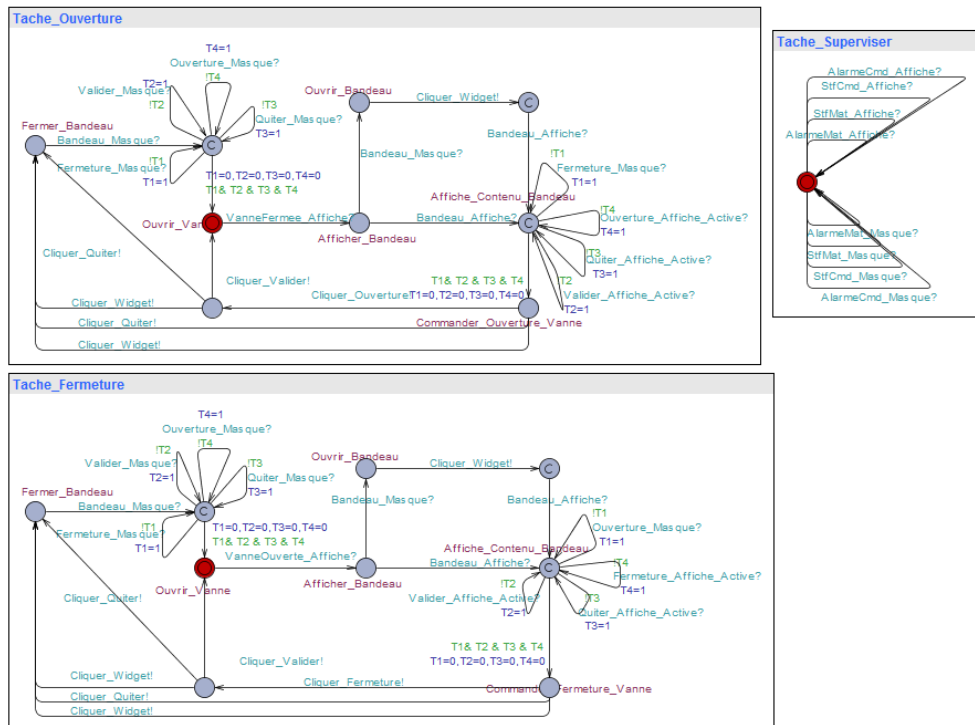 Tache_Ouverture
T4=1
Ouverture_Masque?
!T4
T2=1
Valider_Masque?
!T2
!T3
Quiter_Masque?
T3=1
Fermer_Bandeau
Bandeau_Masque?
!T1
Fermeture_Masque?
T1=1
T1=0,T2=0,T3=0,T4=0
T1& T2 & T3 & T4
Ouvrir_Bandeau
Cliquer_Widget!
Bandeau_Affiche?
Bandeau_Masque?
!T1
Fermeture_Masque?
T1=1
Affiche_Contenu_Bandeau
VanneFermee_Affiche?
Afficher_Bandeau
Bandeau_Affiche?
!T4
Ouverture_Affiche_Active?
T4=1
!T3
Quiter_Affiche_Active?
T3=1
Valider_Affiche_Active?
T2=1
Cliquer_Quiter!
Cliquer_Valider!
T1& T2 & T3 & T4
T1=0,T2=0,T3=0,T4=0
Cliquer_Widget!
Cliquer_Quiter!
Commander_Ouverture_Vanne
Cliquer_Widget!
Tache_Superviser
AlarmeCmd_Affiche?
StfCmd_Affiche?
StfMat_Affiche?
AlarmeMat_Affiche?
AlarmeMat_Masque?
StfMat_Masque?
StfCmd_Masque?
AlarmeCmd_Masque?
Tache_Fermeture
T4=1
Ouverture_Masque?
!T4
!T2
Valider_Masque?
T2=1
!T3
Quiter_Masque?
T3=1
Fermer_Bandeau
Bandeau_Masque?
!T1
Fermeture_Masque?
T1=1
T1=0,T2=0,T3=0,T4=0
T1& T2 & T3 & T4
Ouvrir_Bandeau
Cliquer_Widget!
Bandeau_Masque?
Bandeau_Affiche?
!T1
Ouverture_Masque?
T1=1
Affiche_Contenu_Bandeau
VanneOuverte_Affiche?
Bandeau_Affiche?
Ouvrir_Vanne
Afficher_Bandeau
Fermeture_Affiche_Active?
T4=1
!T2
Valider_Affiche_Active?
T2=1
!T3
Quiter_Affiche_Active?
T3=1
Cliquer_Quiter!
T1& T2 & T3 & T4
T1=0,T2=0,T3=0,T4=0
Cliquer_Valider!
Cliquer_Widget!
Cliquer_Fermeture!
Cliquer_Quiter!
Cliquer_Widget!